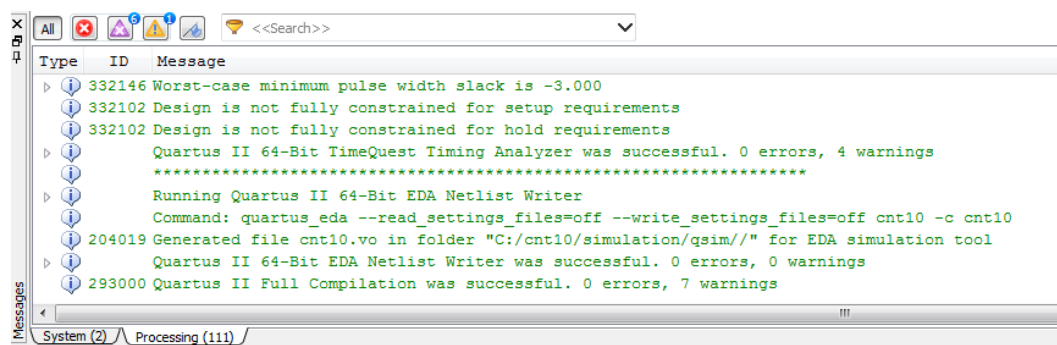 All 6 1 <<Search>>
Type ID Message
332146 Worst-case minimum pulse width slack is -3.000
332102 Design is not fully constrained for setup requirements
332102 Design is not fully constrained for hold requirements
Quartus II 64-Bit TimeQuest Timing Analyzer was successful. 0 errors, 4 warnings
*******************************************************************
Running Quartus II 64-Bit EDA Netlist Writer
Command: quartus_eda --read_settings_files=off --write_settings_files=off cnt10 -c cnt10
204019 Generated file cnt10.vo in folder "C:/cnt10/simulation/qsim//" for EDA simulation tool
Quartus II 64-Bit EDA Netlist Writer was successful. 0 errors, 0 warnings
293000 Quartus II Full Compilation was successful. 0 errors, 7 warnings
Messages
System (2) Processing (111)